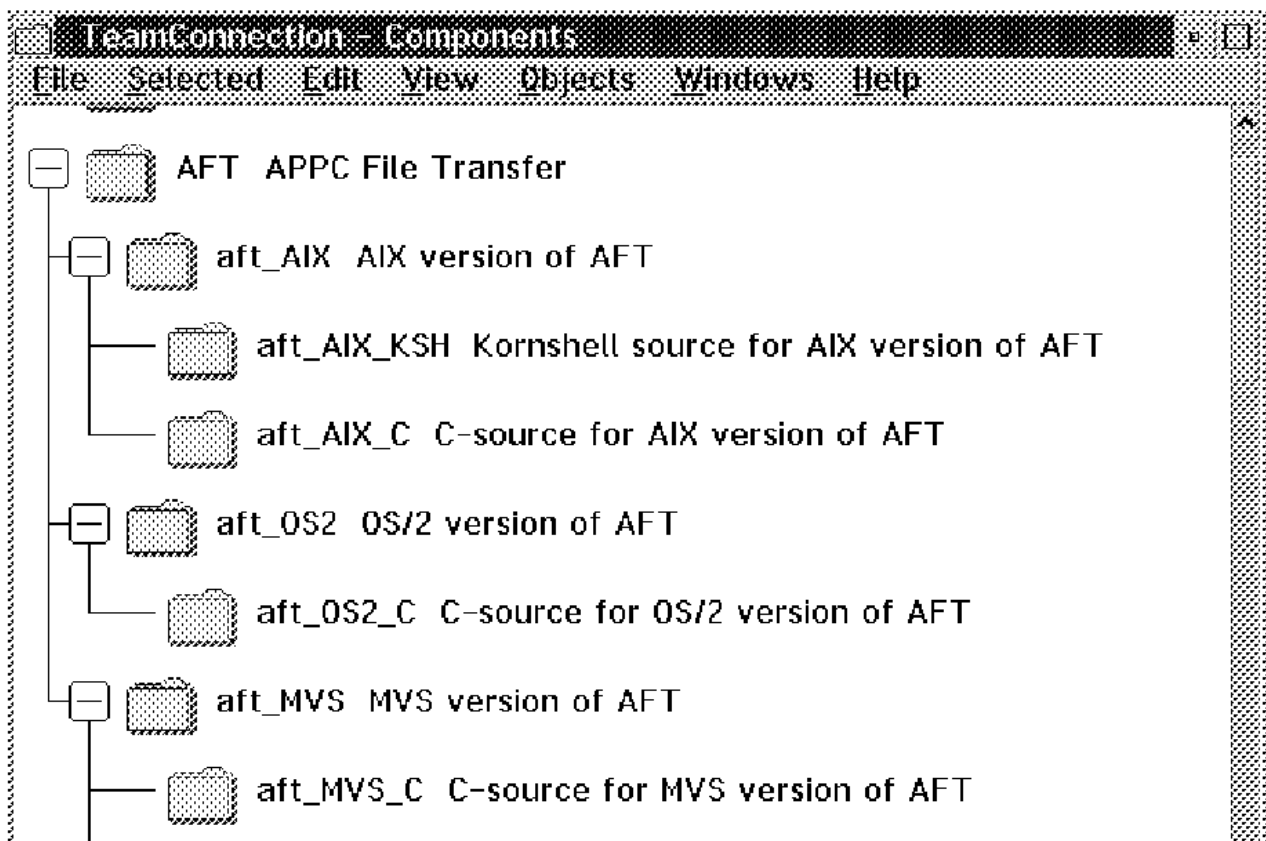 TeamConnection - Components
File Selected Edit View Objects Windows Help
AFT APPC File Transfer
aft_AIX AIX version of AFT
aft_AIX_KSH Kornshell source for AIX version of AFT
aft_AIX_C C-source for AIX version of AFT
aft_OS2 OS/2 version of AFT
aft_OS2_C C-source for OS/2 version of AFT
aft_MVS MVS version of AFT
aft_MVS_C C-source for MVS version of AFT